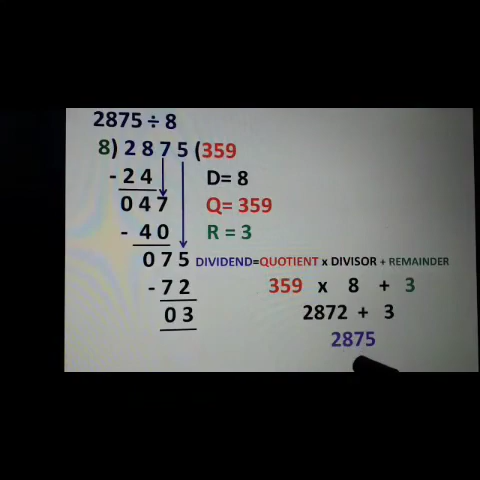 2875 ÷ 8
8) 2 8 7 5 (359
- 2 4
D= 8
0 4 7
Q= 359
- 4 0
R = 3
0 7 5
DIVIDEND=QUOTIENT x DIVISOR + REMAINDER
- 7 2
359 x 8 + 3
0 3
2872 + 3
2875